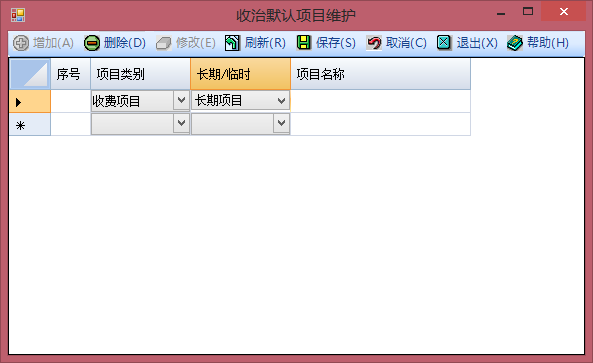 收治默认项目维护
增加(A) 删除(D) 修改(E) 刷新(R) 保存(S) 取消(C) 退出(X) 帮助(H)
序号 项目类别 长期/临时 项目名称
收费项目 长期项目